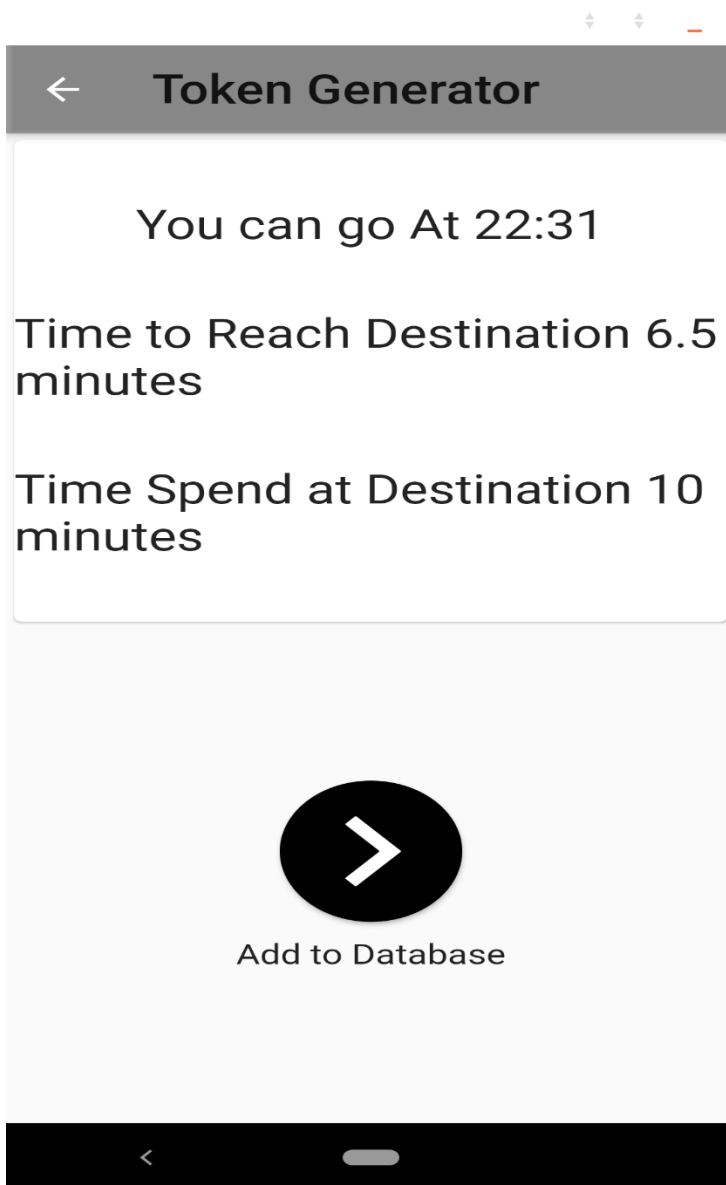 Token Generator
You can go At 22:31
Time to Reach Destination 6.5
minutes
Time Spend at Destination 10
minutes
Add to Database